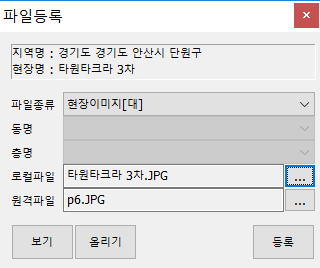 파일등록
지역명 : 경기도 경기도 안산시 단원구
현장명 : 타원타크라 3차
파일종류 현장이미지[대]
동명
층명
로컬파일 타원타크라 3차.JPG ...
원격파일 p6.JPG ...
보기 올리기 등록